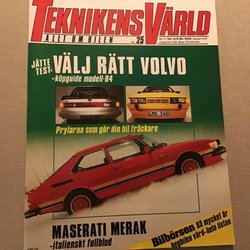 TEKNIKENS VÄRLD
ALLT OM BILEN
25
JÄTTE
TEST:
VÄLJ RÄTT VOLVO
-köpguide modell-84
Prylarna som gör din bil fräckare
MASERATI MERAK
-italienskt fullblod
Bilbörsen